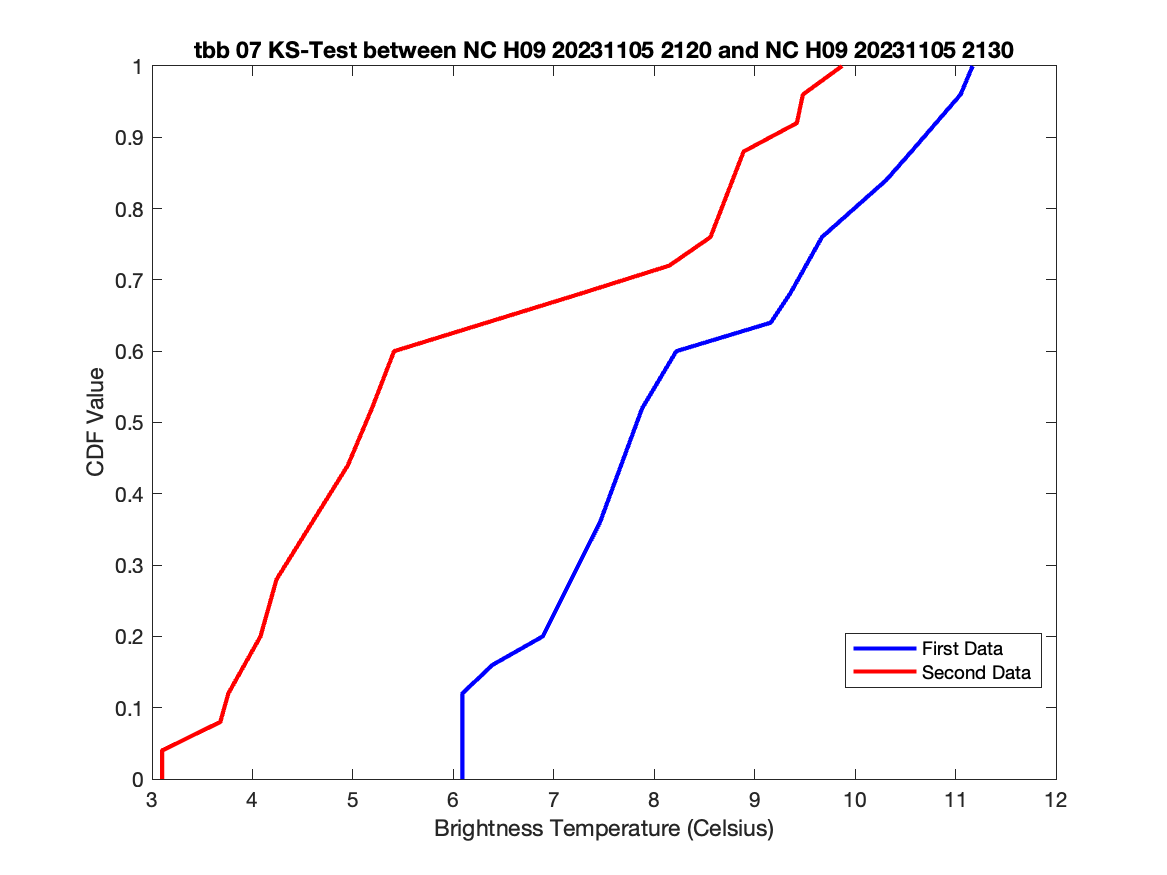 tbb 07 KS-Test between NC H09 20231105 2120 and NC H09 20231105 2130
1
0.9
0.8
0.7
0.6
0.5
0.4
0.3
0.2
0.1
0
CDF Value
First Data
Second Data
3 4 5 6 7 8 9 10 11 12
Brightness Temperature (Celsius)